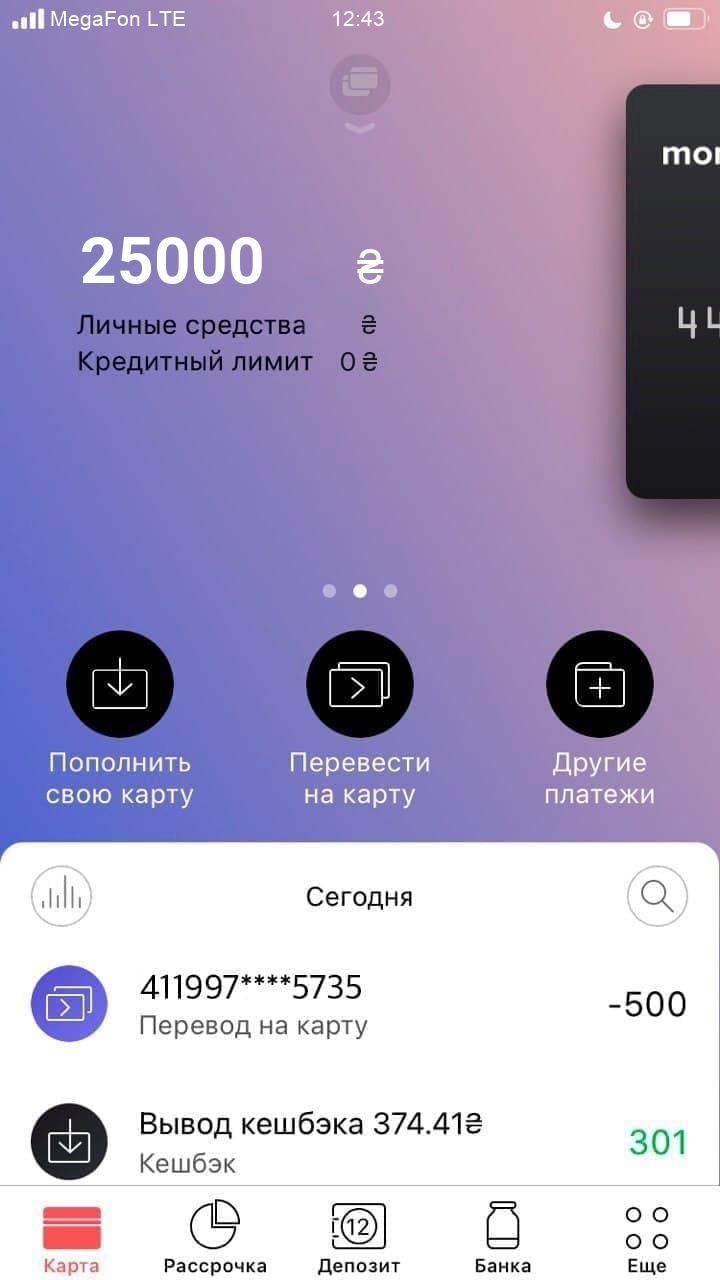 MegaFon LTE 12:43
mor
44
25000 ₴
Личные средства ₴
Кредитный лимит 0 ₴
Пополнить свою карту
Перевести на карту
Другие платежи
Сегодня
411997****5735
Перевод на карту
-500
Вывод кешбэка 374.41₴
Кешбэк
301
Карта
Рассрочка
12
Депозит
Банка
Еще